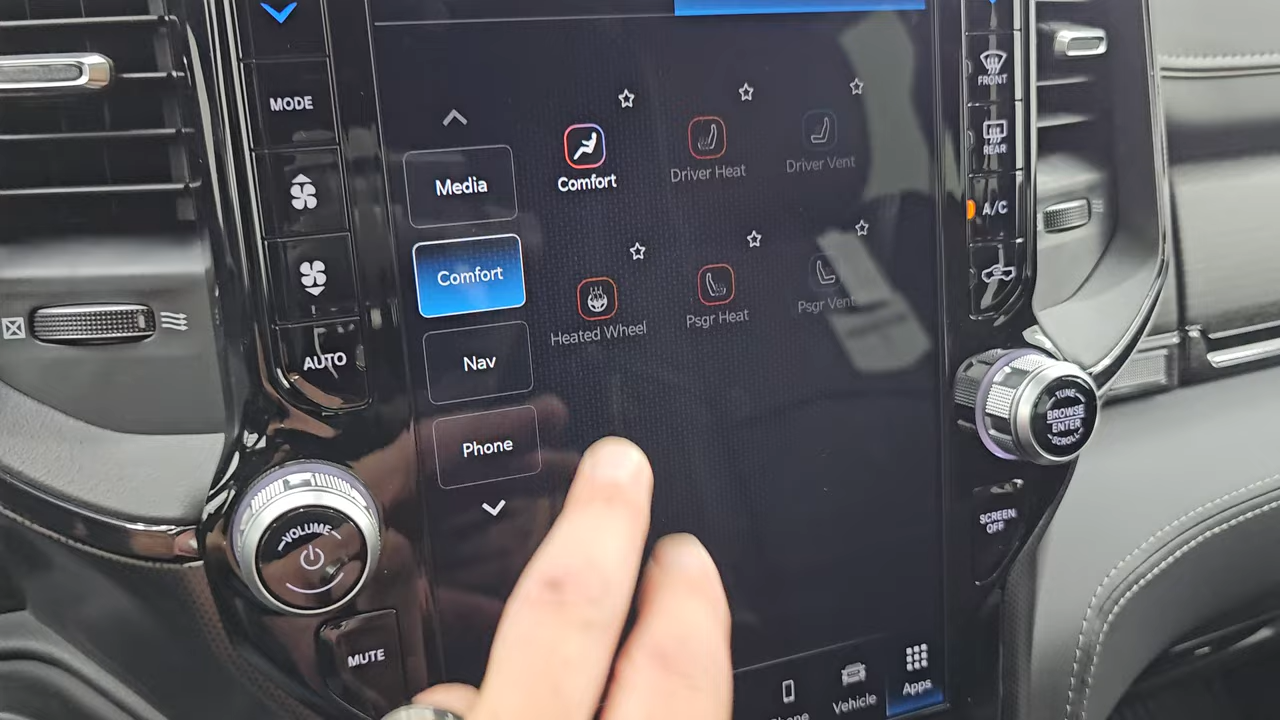 MODE
AUTO
VOLUME
MUTE
Media
Comfort
Nav
Phone
Comfort
Driver Heat
Driver Vent
Heated Wheel
Psgr Heat
Psgr Vent
Vehicle
Apps
FRONT
REAR
A/C
TUNE
BROWSE
ENTER
SCROLL
SCREEN
OFF